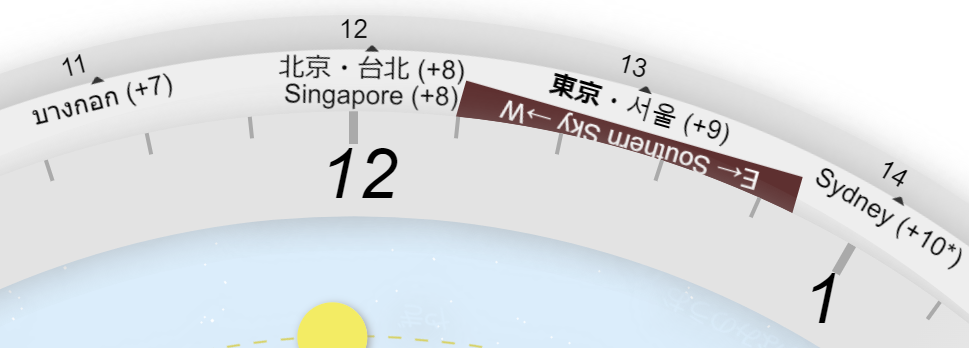 11
12
13
14
บางกอก (+7)
北京・台北 (+8)
Singapore (+8)
東京・서울 (+9)
E← Southern Sky →W
Sydney (+10*)
12
1